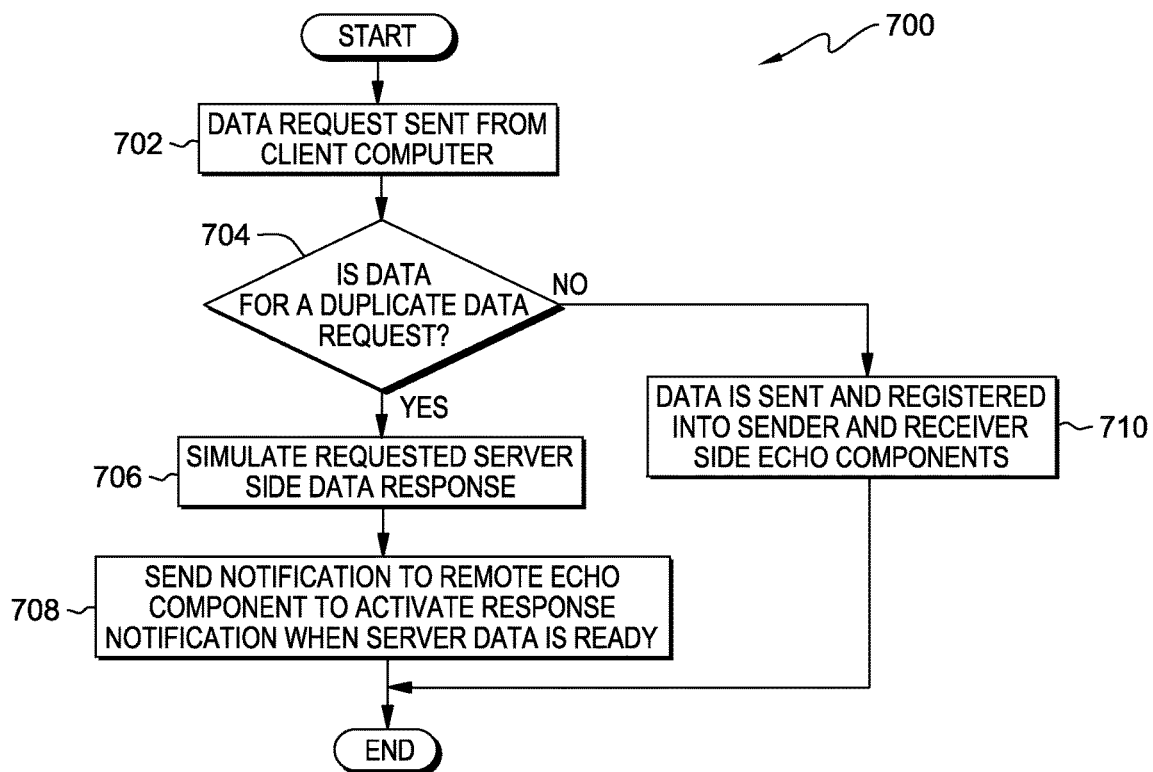 START
700
702
DATA REQUEST SENT FROM
CLIENT COMPUTER
704
IS DATA
FOR A DUPLICATE DATA
REQUEST?
NO
YES
706
SIMULATE REQUESTED SERVER
SIDE DATA RESPONSE
DATA IS SENT AND REGISTERED
INTO SENDER AND RECEIVER
SIDE ECHO COMPONENTS
710
708
SEND NOTIFICATION TO REMOTE ECHO
COMPONENT TO ACTIVATE RESPONSE
NOTIFICATION WHEN SERVER DATA IS READY
END